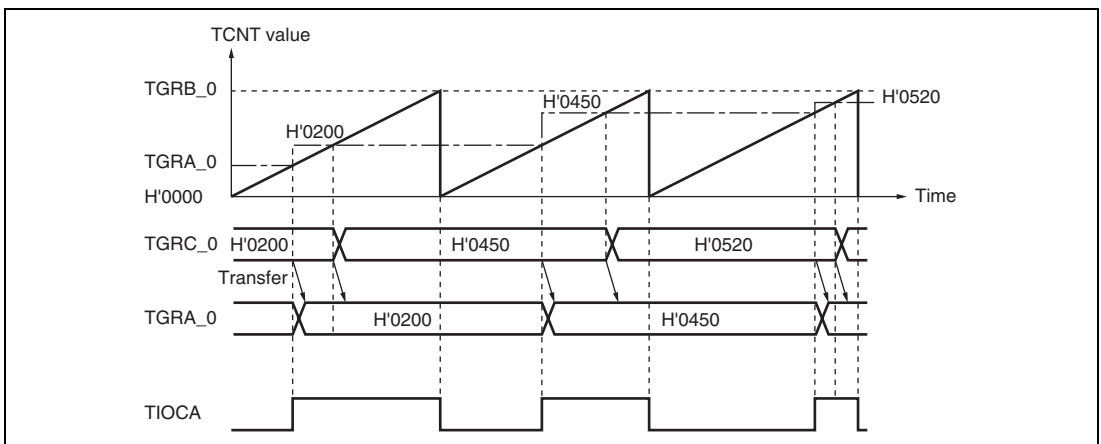 TCNT value
TGRB_0
H'0450
H'0520
H'0200
TGRA_0
H'0000
Time
TGRC_0 H'0200 H'0450 H'0520
Transfer
TGRA_0 H'0200 H'0450
TIOCA